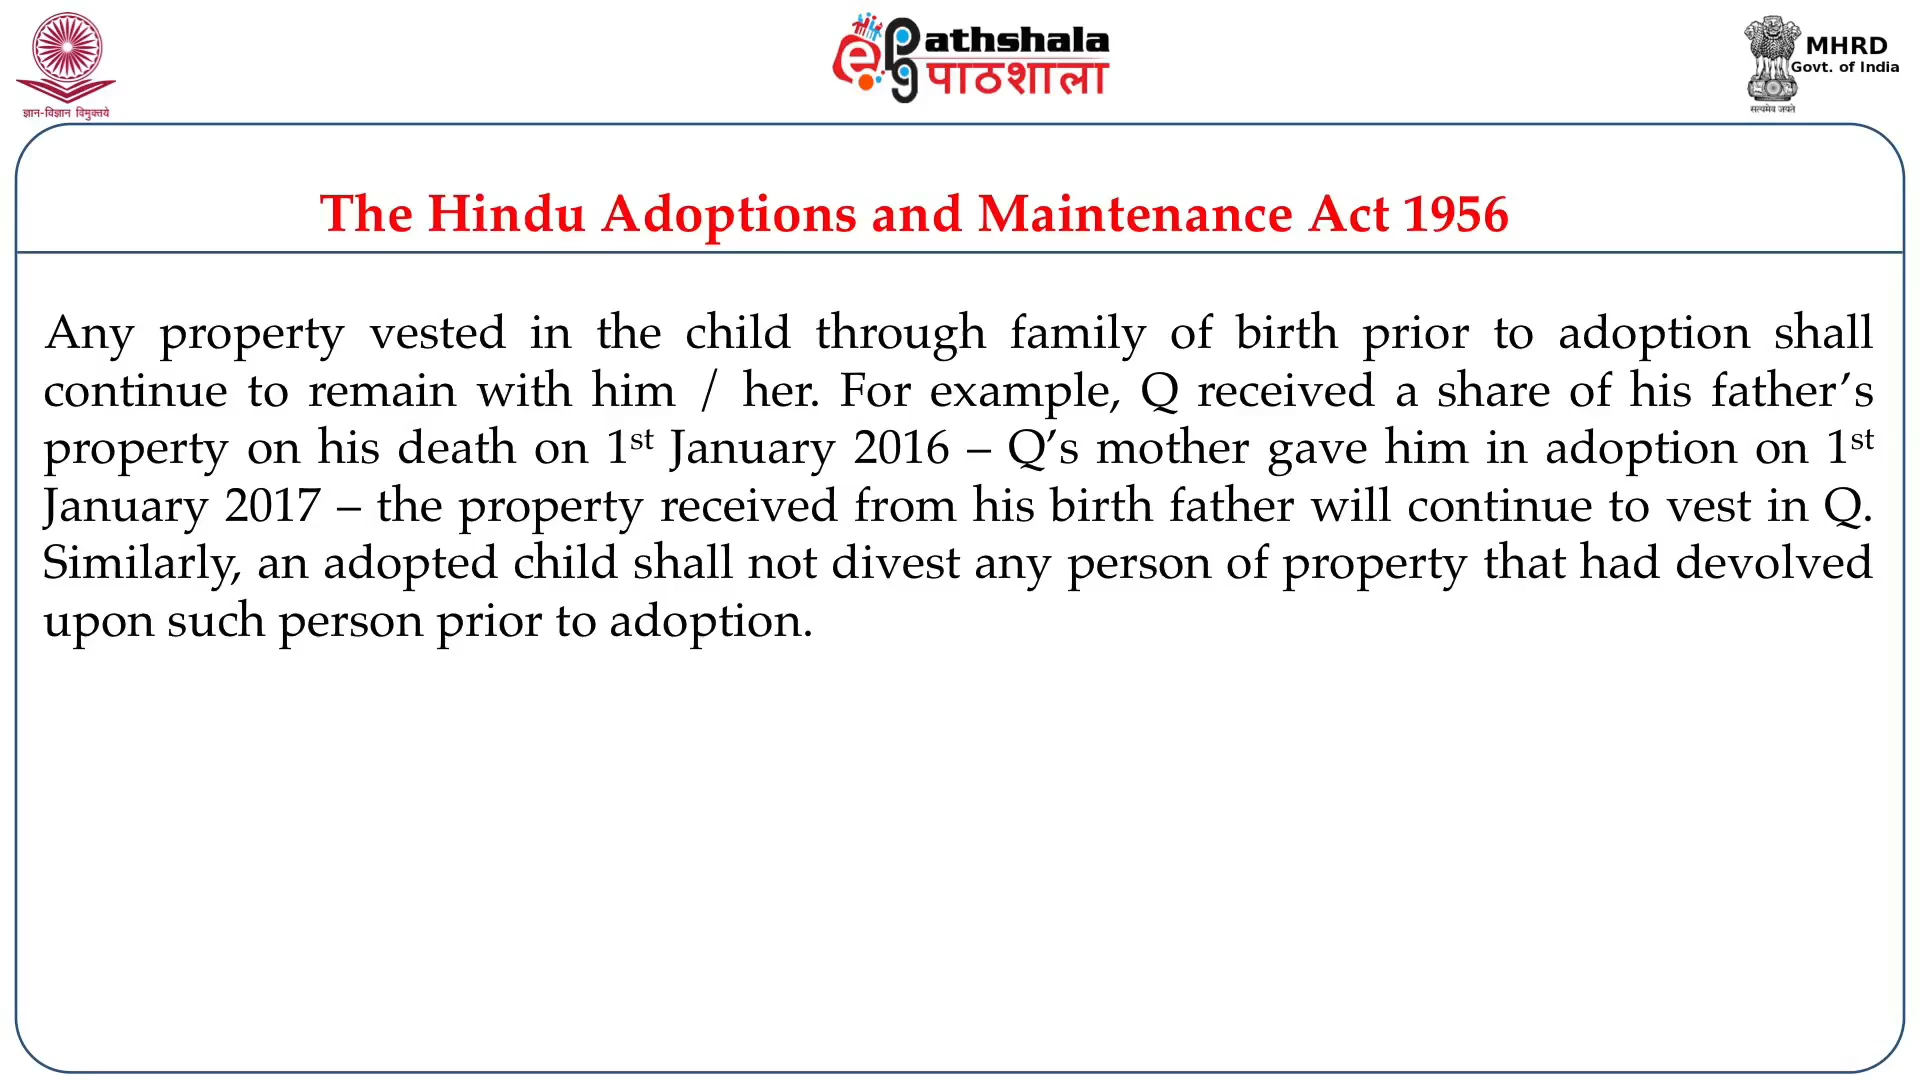 ज्ञान-विज्ञान विमुक्तये
ePathshala
पाठशाला
MHRD
Govt. of India
सत्यमेव जयते
The Hindu Adoptions and Maintenance Act 1956
Any property vested in the child through family of birth prior to adoption shall
continue to remain with him / her. For example, Q received a share of his father’s
property on his death on 1st January 2016 – Q’s mother gave him in adoption on 1st
January 2017 – the property received from his birth father will continue to vest in Q.
Similarly, an adopted child shall not divest any person of property that had devolved
upon such person prior to adoption.